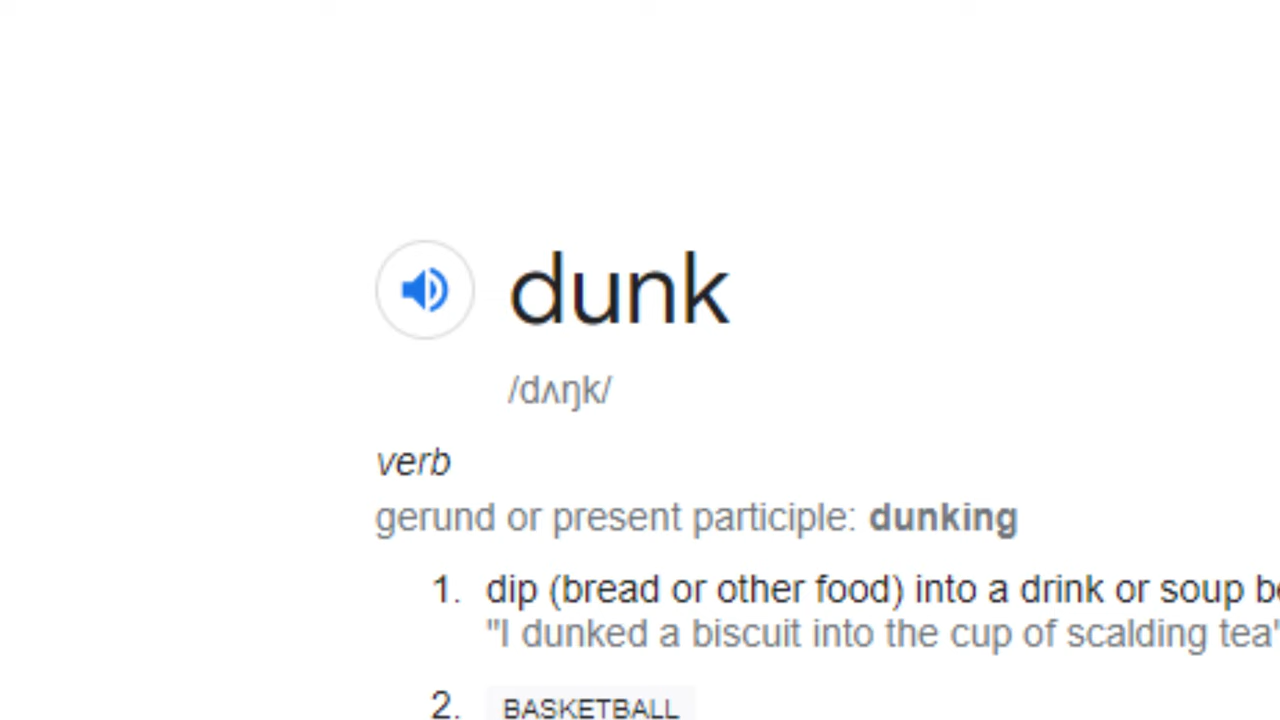 dunk
/dʌŋk/
verb
gerund or present participle: dunking
1. dip (bread or other food) into a drink or soup
"I dunked a biscuit into the cup of scalding tea"
2. BASKETBALL